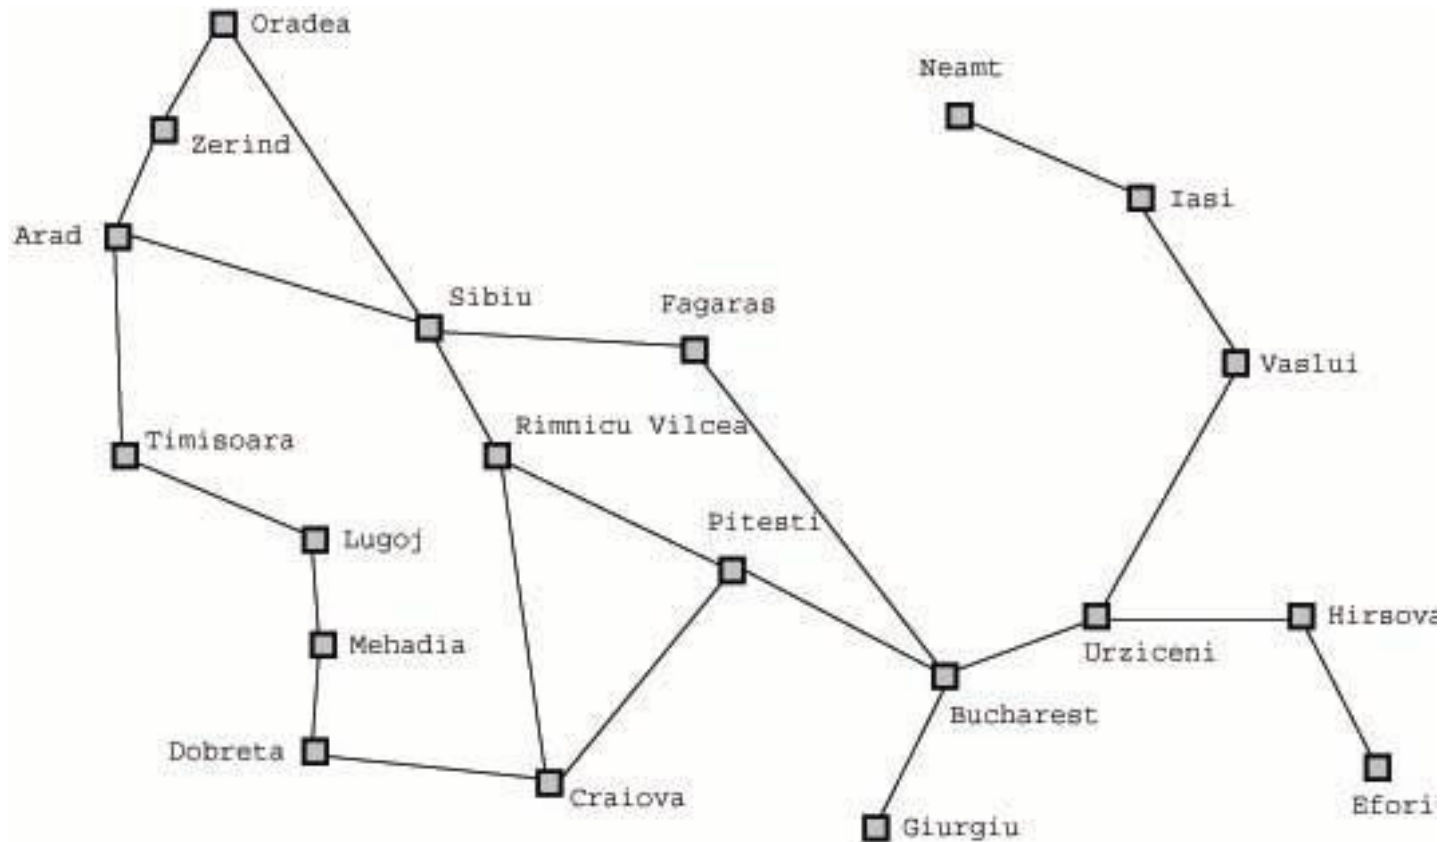 Oradea
Neamt
Zerind
Iasi
Arad
Sibiu
Fagaras
Vaslui
Rimnicu Vilcea
Timisoara
Pitesti
Lugoj
Hirsova
Mehadia
Urziceni
Bucharest
Dobreta
Craiova
Efori
Giurgiu